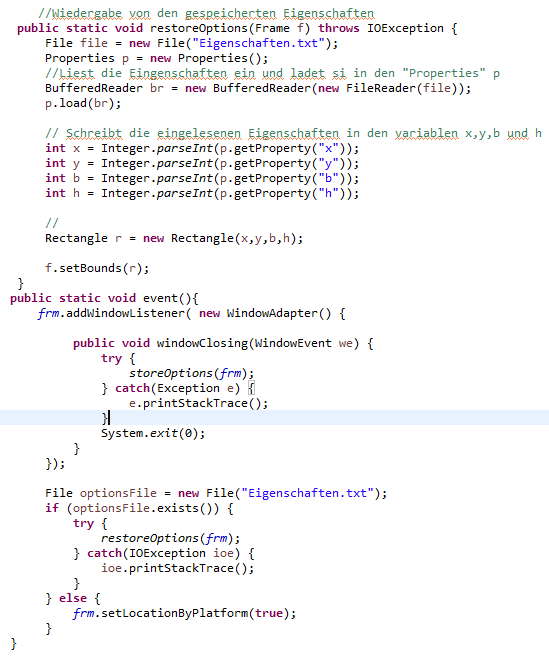 //Wiedergabe von den gespeicherten Eigenschaften
public static void restoreOptions(Frame f) throws IOException {
File file = new File("Eigenschaften.txt");
Properties p = new Properties();
//Liest die Eingenschaften ein und ladet si in den "Properties" p
BufferedReader br = new BufferedReader(new FileReader(file));
p.load(br);
// Schreibt die eingelesenen Eigenschaften in den variablen x,y,b und h
int x = Integer.parseInt(p.getProperty("x"));
int y = Integer.parseInt(p.getProperty("y"));
int b = Integer.parseInt(p.getProperty("b"));
int h = Integer.parseInt(p.getProperty("h"));
//
Rectangle r = new Rectangle(x,y,b,h);
f.setBounds(r);
}
public static void event(){
frm.addWindowListener( new WindowAdapter() {
public void windowClosing(WindowEvent we) {
try {
storeOptions(frm);
} catch(Exception e) {
e.printStackTrace();
}
System.exit(0);
}
});
File optionsFile = new File("Eigenschaften.txt");
if (optionsFile.exists()) {
try {
restoreOptions(frm);
} catch(IOException ioe) {
ioe.printStackTrace();
}
} else {
frm.setLocationByPlatform(true);
}
}